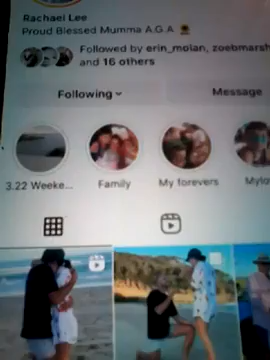 Rachael Lee
Proud Blessed Mumma A.G.A 🌻
Followed by erin_molan, zoebmarsh
and 16 others
Following
Message
3.22 Weeke...
Family
My forevers
Mylo